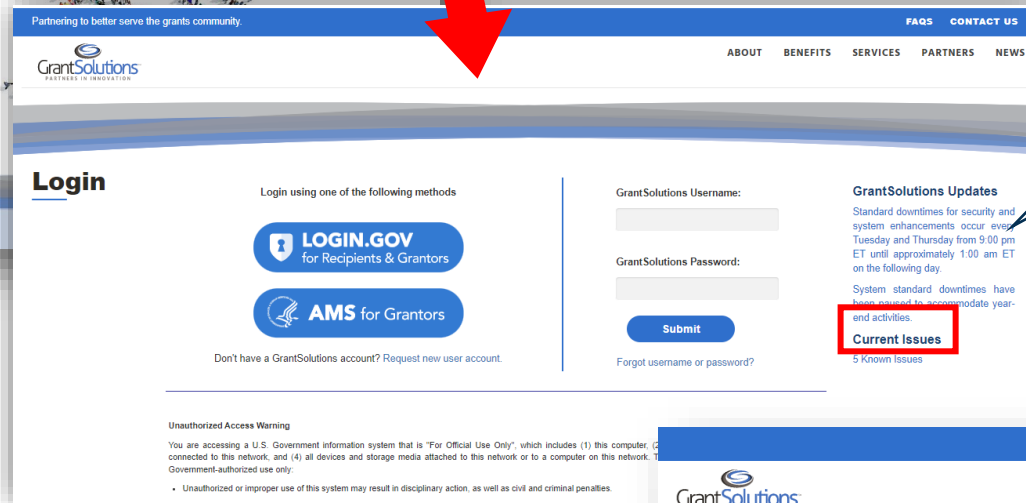 Partnering to better serve the grants community.
FAQS CONTACT US
GrantSolutions
PARTNERS IN INNOVATION
ABOUT BENEFITS SERVICES PARTNERS NEWS
Login
Login using one of the following methods
LOGIN.GOV
for Recipients & Grantors
AMS for Grantors
Don't have a GrantSolutions account? Request new user account.
GrantSolutions Username:
GrantSolutions Password:
Submit
Forgot username or password?
GrantSolutions Updates
Standard downtimes for security and
system enhancements occur every
Tuesday and Thursday from 9:00 pm
ET until approximately 1:00 am ET
on the following day.
System standard downtimes have
been paused to accommodate year-
end activities.
Current Issues
5 Known Issues
Unauthorized Access Warning
You are accessing a U.S. Government information system that is "For Official Use Only", which includes (1) this computer, (2
connected to this network, and (4) all devices and storage media attached to this network or to a computer on this network. T
Government-authorized use only:
• Unauthorized or improper use of this system may result in disciplinary action, as well as civil and criminal penalties.
GrantSolutions